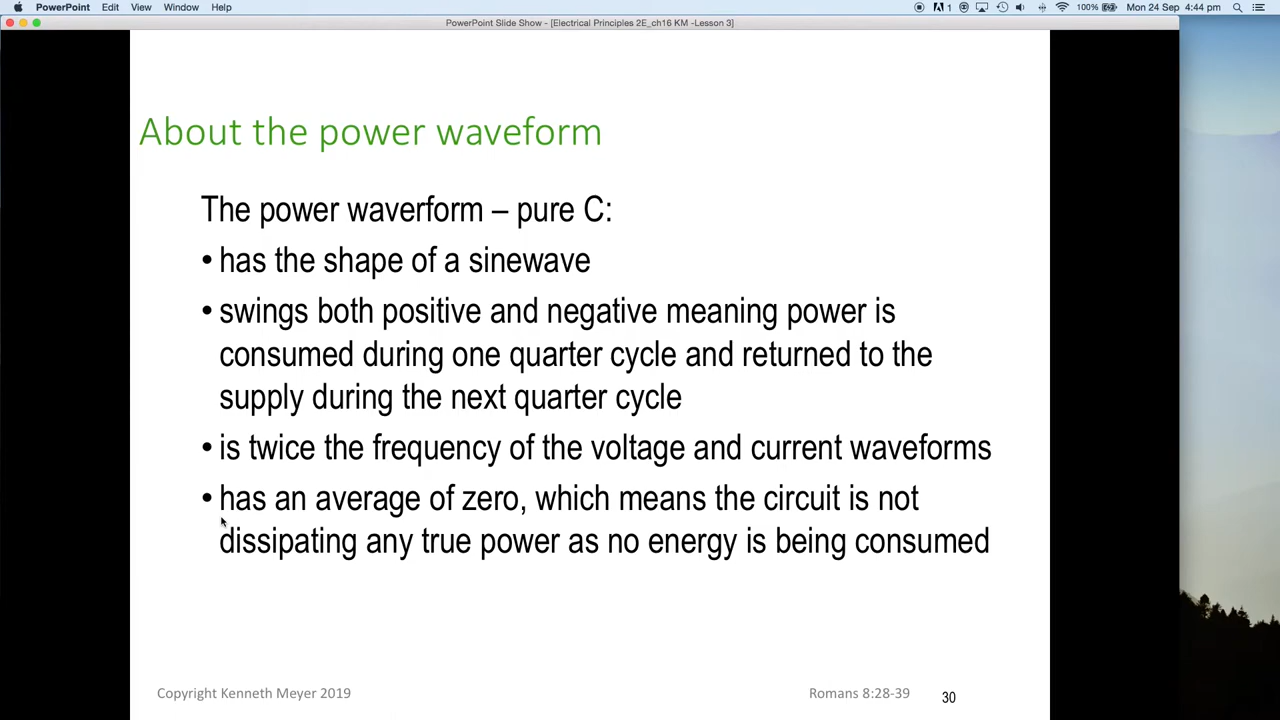 PowerPoint Edit View Window Help 1 100% Mon 24 Sep 4:44 pm
PowerPoint Slide Show - [Electrical Principles 2E_ch16 KM -Lesson 3]
About the power waveform
The power waverform – pure C:
• has the shape of a sinewave
• swings both positive and negative meaning power is
consumed during one quarter cycle and returned to the
supply during the next quarter cycle
• is twice the frequency of the voltage and current waveforms
• has an average of zero, which means the circuit is not
dissipating any true power as no energy is being consumed
Copyright Kenneth Meyer 2019 Romans 8:28-39 30